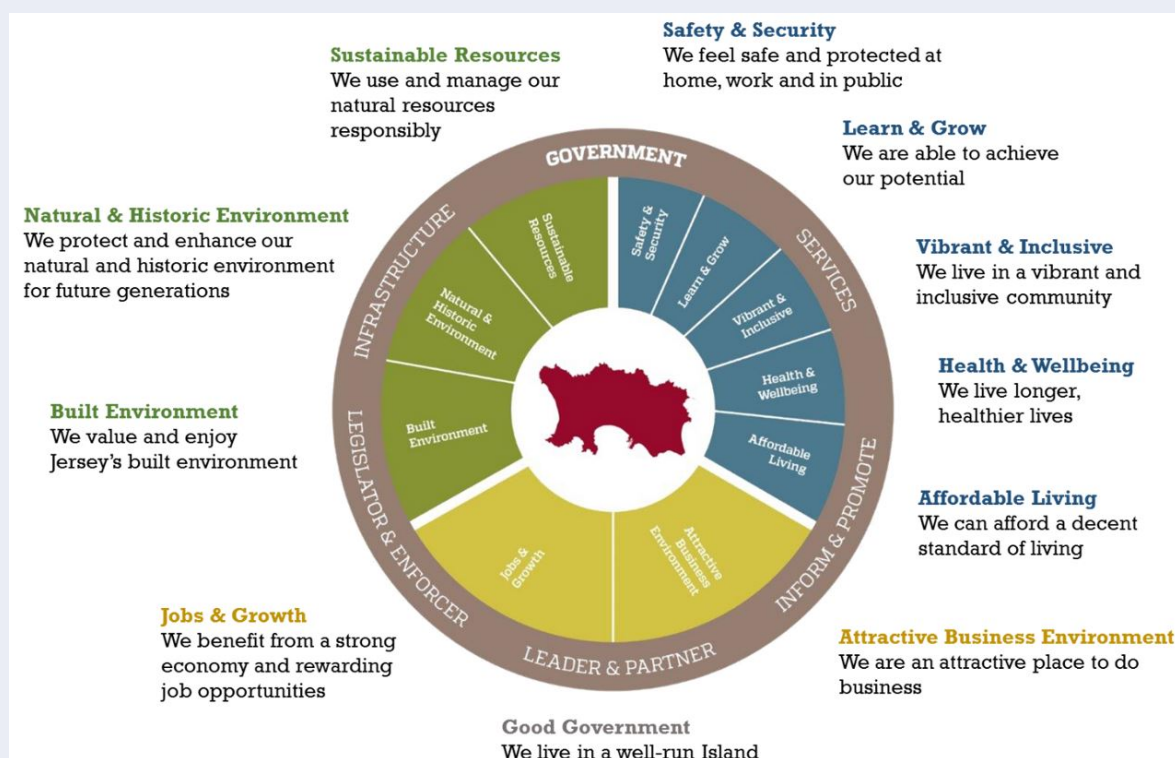 Safety & Security
We feel safe and protected at
home, work and in public
Sustainable Resources
We use and manage our
natural resources
responsibly
Learn & Grow
We are able to achieve
our potential
Natural & Historic Environment
We protect and enhance our
natural and historic environment
for future generations
Vibrant & Inclusive
We live in a vibrant and
inclusive community
Health & Wellbeing
We live longer,
healthier lives
Built Environment
We value and enjoy
Jersey's built environment
Affordable Living
We can afford a decent
standard of living
Jobs & Growth
We benefit from a strong
economy and rewarding
job opportunities
Attractive Business Environment
We are an attractive place to do
business
Good Government
We live in a well-run Island
GOVERNMENT
SERVICES
INFORM & PROMOTE
LEADER & PARTNER
LEGISLATOR & ENFORCER
INFRASTRUCTURE
Safety &
Security
Learn & Grow
Vibrant &
Inclusive
Health &
Wellbeing
Affordable
Living
Attractive
Business
Environment
Jobs &
Growth
Built
Environment
Natural &
Historic
Environment
Sustainable
Resources